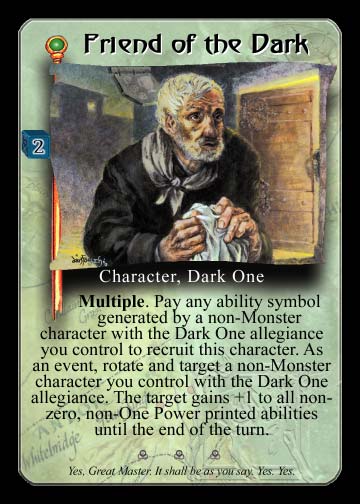 Friend of the Dark
2
Character, Dark One
Multiple. Pay any ability symbol
generated by a non-Monster
character with the Dark One allegiance
you control to recruit this character. As
an event, rotate and target a non-Monster
character you control with the Dark One
allegiance. The target gains +1 to all non-
zero, non-One Power printed abilities
until the end of the turn.
Whitebridge
Yes, Great Master. It shall be as you say. Yes. Yes.